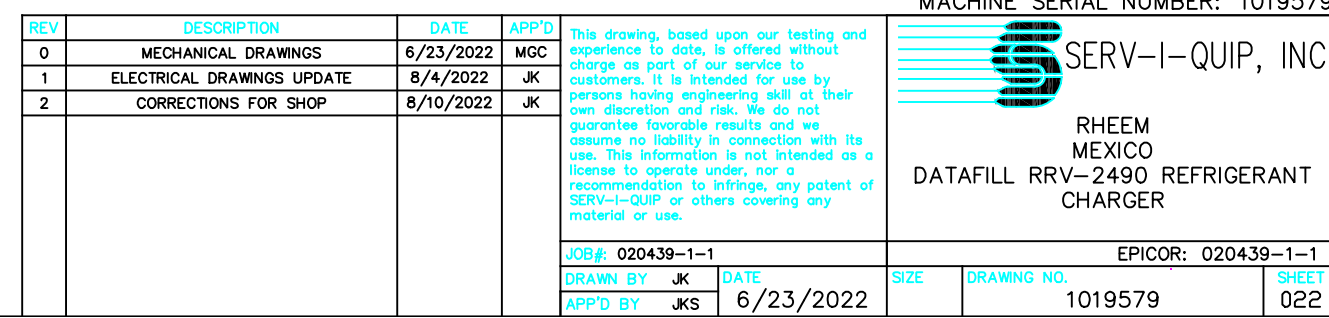 MACHINE SERIAL NUMBER: 1019579
REV DESCRIPTION DATE APP'D
0 MECHANICAL DRAWINGS 6/23/2022 MGC
1 ELECTRICAL DRAWINGS UPDATE 8/4/2022 JK
2 CORRECTIONS FOR SHOP 8/10/2022 JK
This drawing, based upon our testing and
experience to date, is offered without
charge as part of our service to
customers. It is intended for use by
persons having engineering skill at their
own discretion and risk. We do not
guarantee favorable results and we
assume no liability in connection with its
use. This information is not intended as a
license to operate under, nor a
recommendation to infringe, any patent of
SERV-I-QUIP or others covering any
material or use.
SERV-I-QUIP, INC
RHEEM
MEXICO
DATAFILL RRV-2490 REFRIGERANT
CHARGER
JOB#: 020439-1-1
EPICOR: 020439-1-1
DRAWN BY JK
APP'D BY JKS
DATE
6/23/2022
SIZE
DRAWING NO.
1019579
SHEET
022